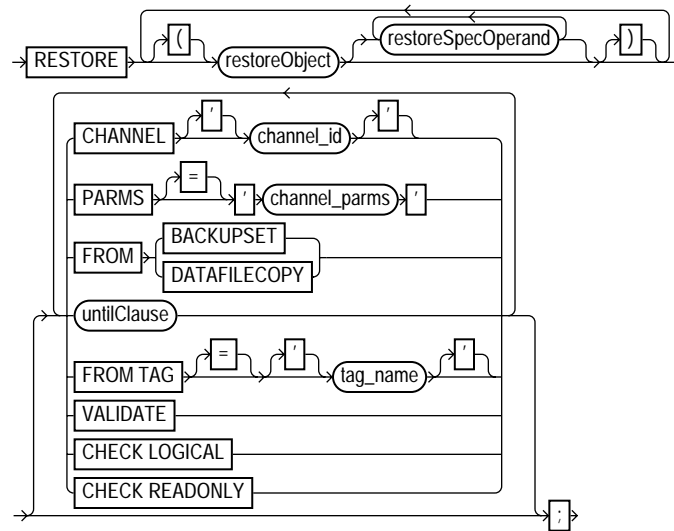 ( restoreSpecOperand )
RESTORE restoreObject
CHANNEL ' channel_id '
PARMS = ' channel_parms '
BACKUPSET
FROM
DATAFILECOPY
untilClause
FROM TAG = ' tag_name '
VALIDATE
CHECK LOGICAL
CHECK READONLY
;